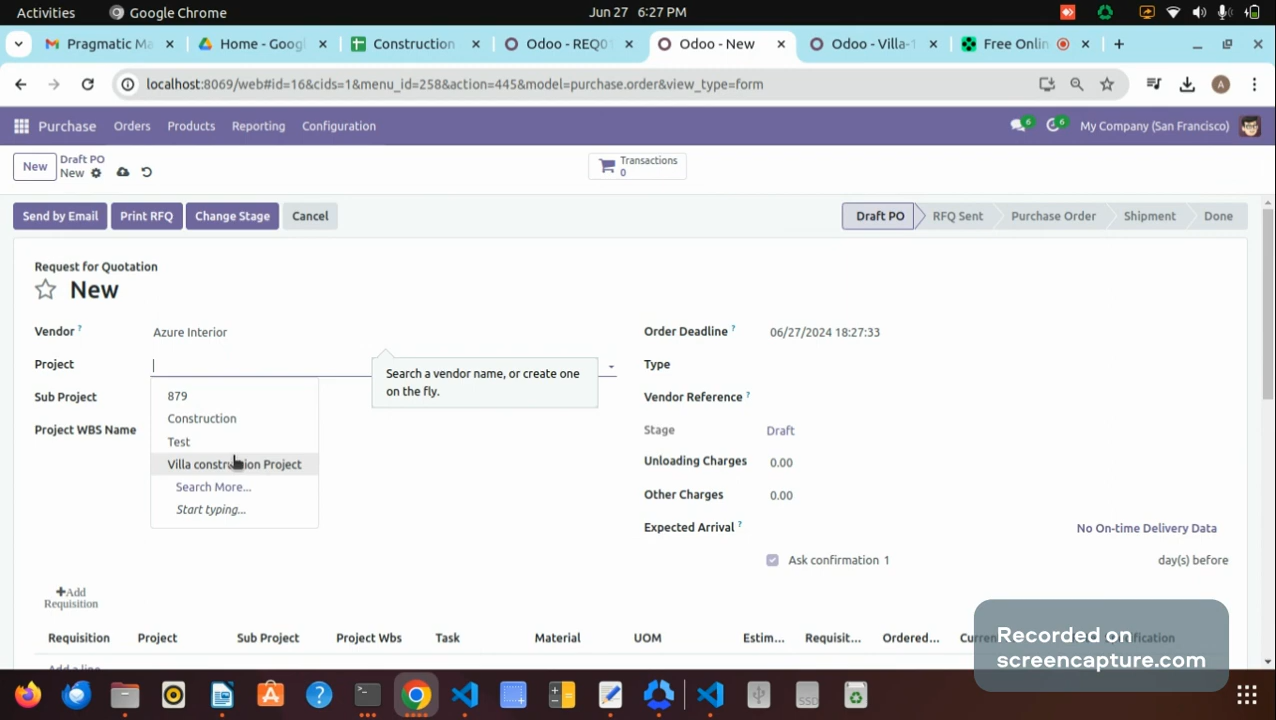 Activities
Google Chrome
Jun 27 6:27 PM
Pragmatic Ma
Home - Goog
Construction
Odoo - REQ0
Odoo - New
Odoo - Villa-1
Free Onlin
localhost:8069/web#id=16&cids=1&menu_id=258&action=445&model=purchase.order&view_type=form
A
Purchase
Orders
Products
Reporting
Configuration
6
6
My Company (San Francisco)
New
Draft PO
New
Transactions
0
Send by Email
Print RFQ
Change Stage
Cancel
Draft PO
RFQ Sent
Purchase Order
Shipment
Done
Request for Quotation
New
Vendor ?
Azure Interior
Order Deadline ?
06/27/2024 18:27:33
Project
Search a vendor name, or create one
on the fly.
Type
Sub Project
879
Vendor Reference ?
Construction
Project WBS Name
Test
Stage
Draft
Villa construction Project
Unloading Charges
0.00
Search More...
Other Charges
0.00
Start typing...
Expected Arrival ?
No On-time Delivery Data
Ask confirmation 1
day(s) before
+Add
Requisition
Requisition
Project
Sub Project
Project Wbs
Task
Material
UOM
Estim...
Requisit...
Ordered...
Add a line
Recorded on
screencapture.com
SSD